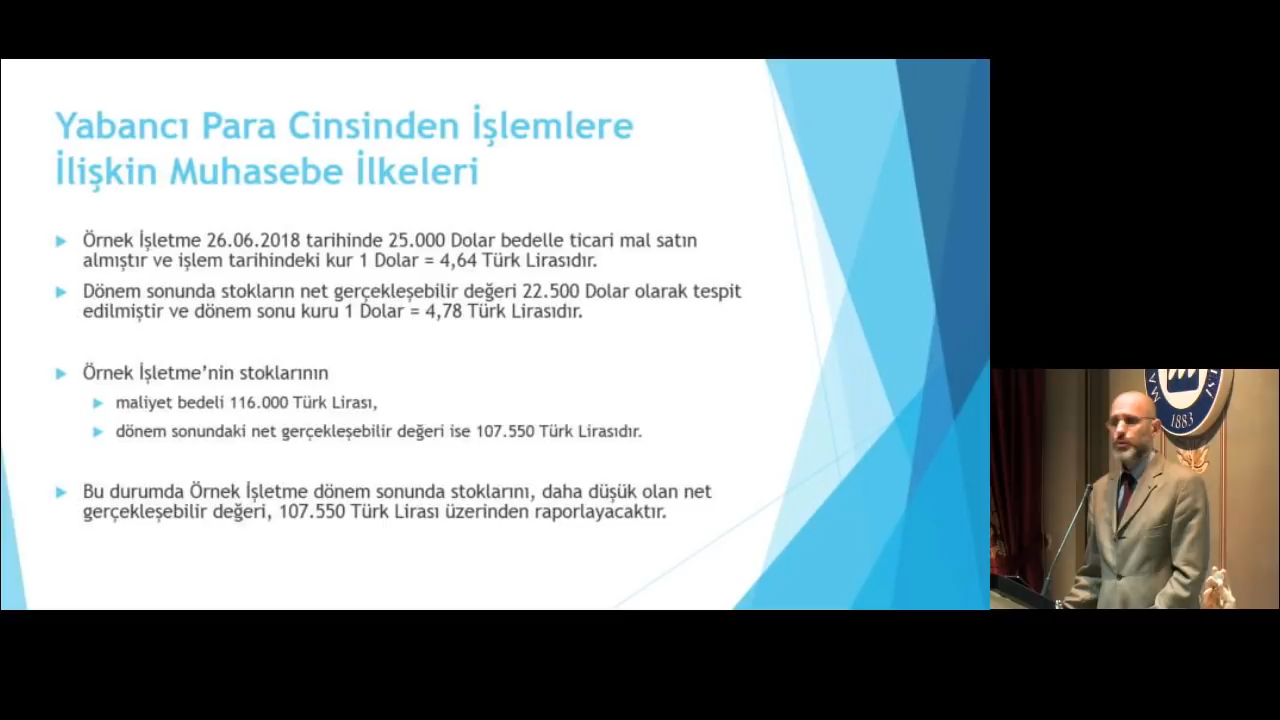 Yabancı Para Cinsinden İşlemlere
İlişkin Muhasebe İlkeleri
Örnek İşletme 26.06.2018 tarihinde 25.000 Dolar bedelle ticari mal satın
almıştır ve işlem tarihindeki kur 1 Dolar = 4,64 Türk Lirasıdır.
Dönem sonunda stokların net gerçekleşebilir değeri 22.500 Dolar olarak tespit
edilmiştir ve dönem sonu kuru 1 Dolar = 4,78 Türk Lirasıdır.
Örnek İşletme’nin stoklarının
maliyet bedeli 116.000 Türk Lirası,
dönem sonundaki net gerçekleşebilir değeri ise 107.550 Türk Lirasıdır.
Bu durumda Örnek İşletme dönem sonunda stoklarını, daha düşük olan net
gerçekleşebilir değeri, 107.550 Türk Lirası üzerinden raporlayacaktır.
1883